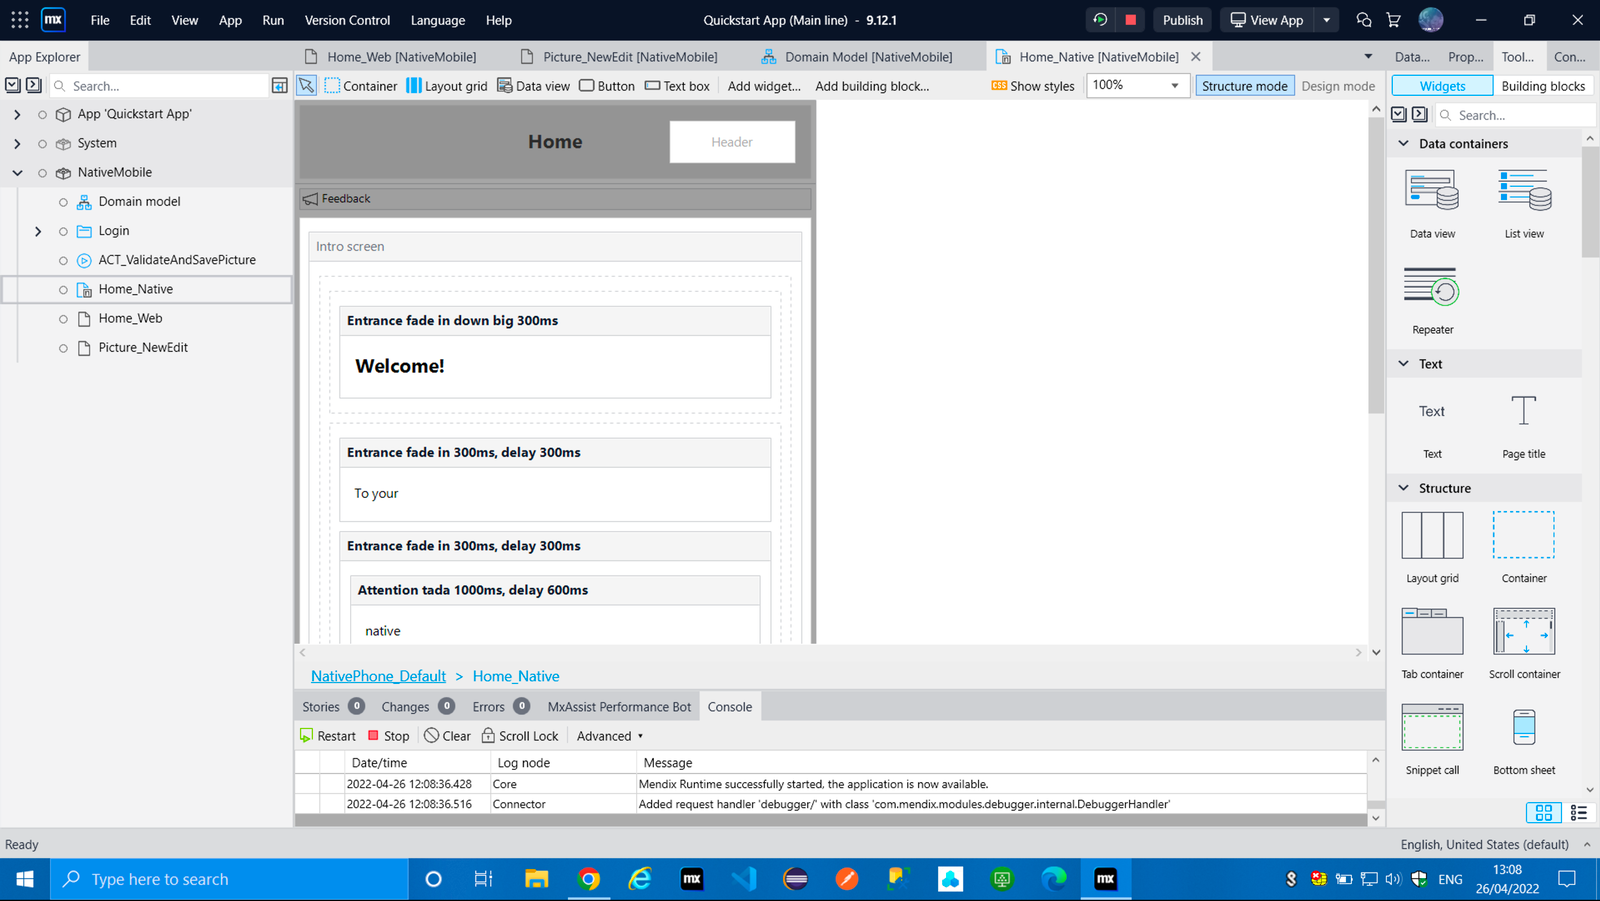 mx File Edit View App Run Version Control Language Help Quickstart App (Main line) - 9.12.1 Publish View App
App Explorer Home_Web [NativeMobile] Picture_NewEdit [NativeMobile] Domain Model [NativeMobile] Home_Native [NativeMobile] Data... Prop... Tool... Con...
Search... Container Layout grid Data view Button Text box Add widget... Add building block... CSS Show styles 100% Structure mode Design mode Widgets Building blocks
Search...
App 'Quickstart App'
System
NativeMobile
Domain model
Login
ACT_ValidateAndSavePicture
Home_Native
Home_Web
Picture_NewEdit
Home Header
Feedback
Intro screen
Entrance fade in down big 300ms
Welcome!
Entrance fade in 300ms, delay 300ms
To your
Entrance fade in 300ms, delay 300ms
Attention tada 1000ms, delay 600ms
native
NativePhone_Default > Home_Native
Data containers
Data view List view
Repeater
Text
Text
Text Page title
Structure
Layout grid Container
Tab container Scroll container
Snippet call Bottom sheet
Stories 0 Changes 0 Errors 0 MxAssist Performance Bot Console
Restart Stop Clear Scroll Lock Advanced
Date/time Log node Message
2022-04-26 12:08:36.428 Core Mendix Runtime successfully started, the application is now available.
2022-04-26 12:08:36.516 Connector Added request handler 'debugger/' with class 'com.mendix.modules.debugger.internal.DebuggerHandler'
Ready English, United States (default)
Type here to search mx mx ENG 13:08
26/04/2022